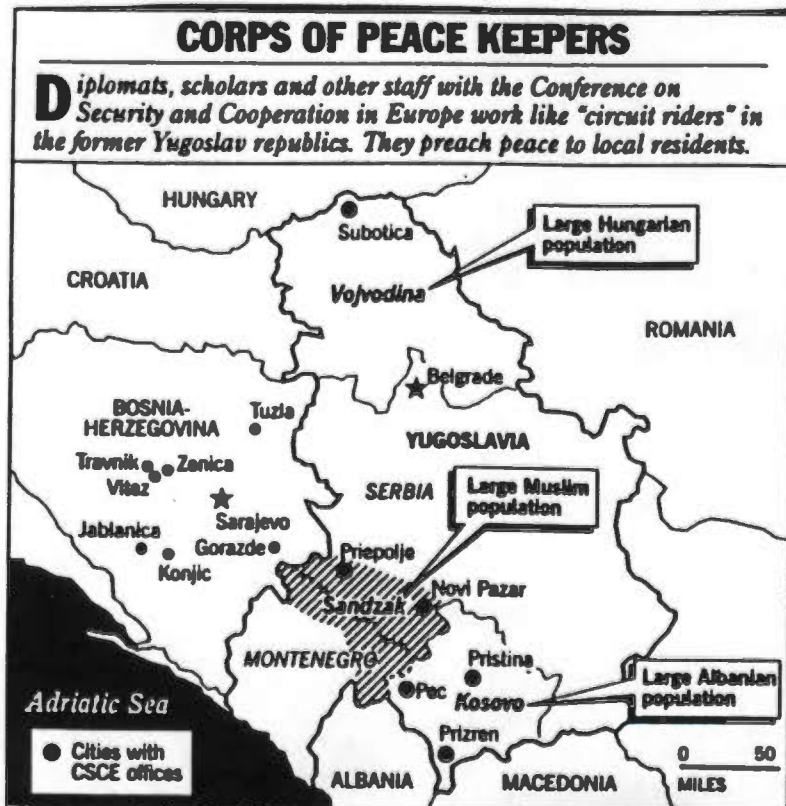 CORPS OF PEACE KEEPERS
Diplomats, scholars and other staff with the Conference on
Security and Cooperation in Europe work like "circuit riders" in
the former Yugoslav republics. They preach peace to local residents.
HUNGARY
Subotica
Large Hungarian
population
CROATIA
Vojvodina
ROMANIA
Belgrade
BOSNIA-
HERZEGOVINA
Tuzla
YUGOSLAVIA
Travnik
Zanica
Vitaz
SERBIA
Large Muslim
population
Sarajevo
Jablanica
Gorazde
Konjic
Priepolje
Sandzak
Novi Pazar
MONTENEGRO
Pristina
Pec
Kosovo
Large Albanian
population
Adriatic Sea
Prizren
Cities with
CSCE offices
ALBANIA
MACEDONIA
0 50
MILES